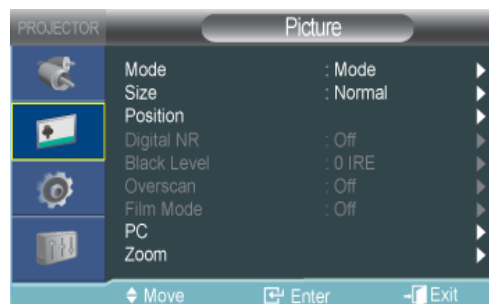 PROJECTOR Picture
Mode : Mode
Size : Normal
Position
Digital NR : Off
Black Level : 0 IRE
Overscan : Off
Film Mode : Off
PC
Zoom
Move Enter Exit